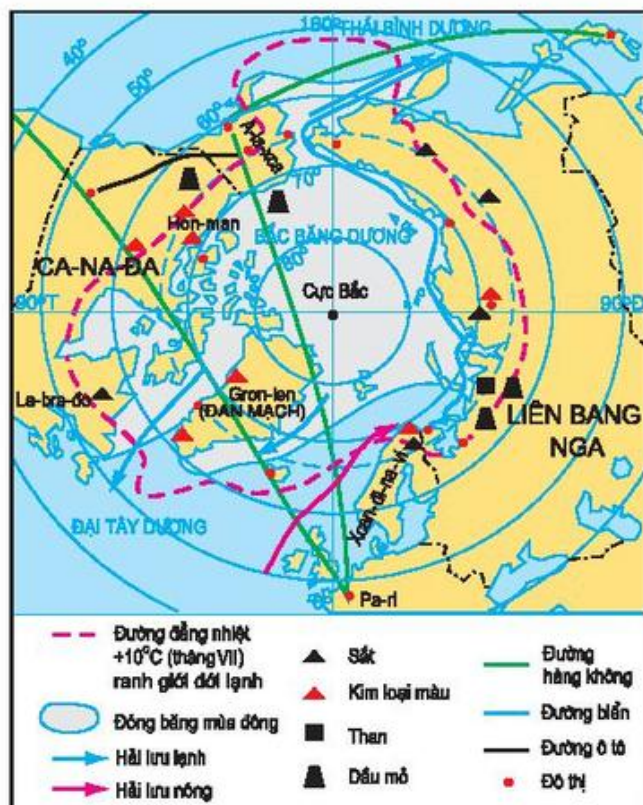 180°
THÁI BÌNH DƯƠNG
40°
50°
60°
A-la-xca
70°
Hon-man
BẮC BĂNG DƯƠNG
80°
CA-NA-ĐA
90°T
Cực Bắc
90°Đ
La-bra-đo
Grơn-len
(ĐAN MẠCH)
LIÊN BANG
NGA
Xcan-đi-na-vi
ĐẠI TÂY DƯƠNG
0°
Pa-ri
Đường đẳng nhiệt
+10°C (tháng VII)
ranh giới đới lạnh
Đóng băng mùa đông
Hải lưu lạnh
Hải lưu nóng
Sắt
Kim loại màu
Than
Dầu mỏ
Đường
hàng không
Đường biển
Đường ô tô
Đô thị